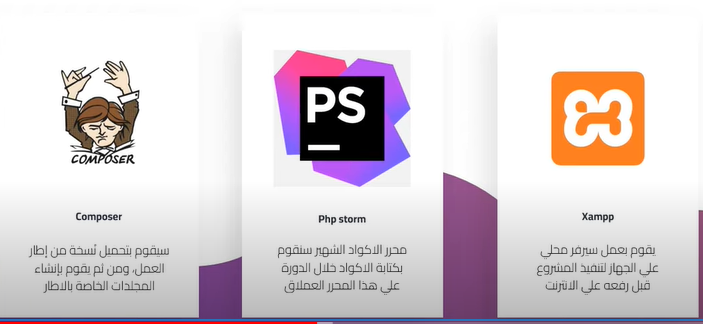 COMPOSER
Composer
سيقوم بتحميل نسخة من إطار
العمل، ومن ثم يقوم بإنشاء
المجلدات الخاصة بالاطار
PS
Php storm
محرر الاكواد الشهير سنقوم
بكتابة الاكواد خلال الدورة
علي هذا المحرر العملاق
Xampp
يقوم بعمل سيرفر محلي
علي الجهاز لتنفيذ المشروع
قبل رفعه علي الانترنت